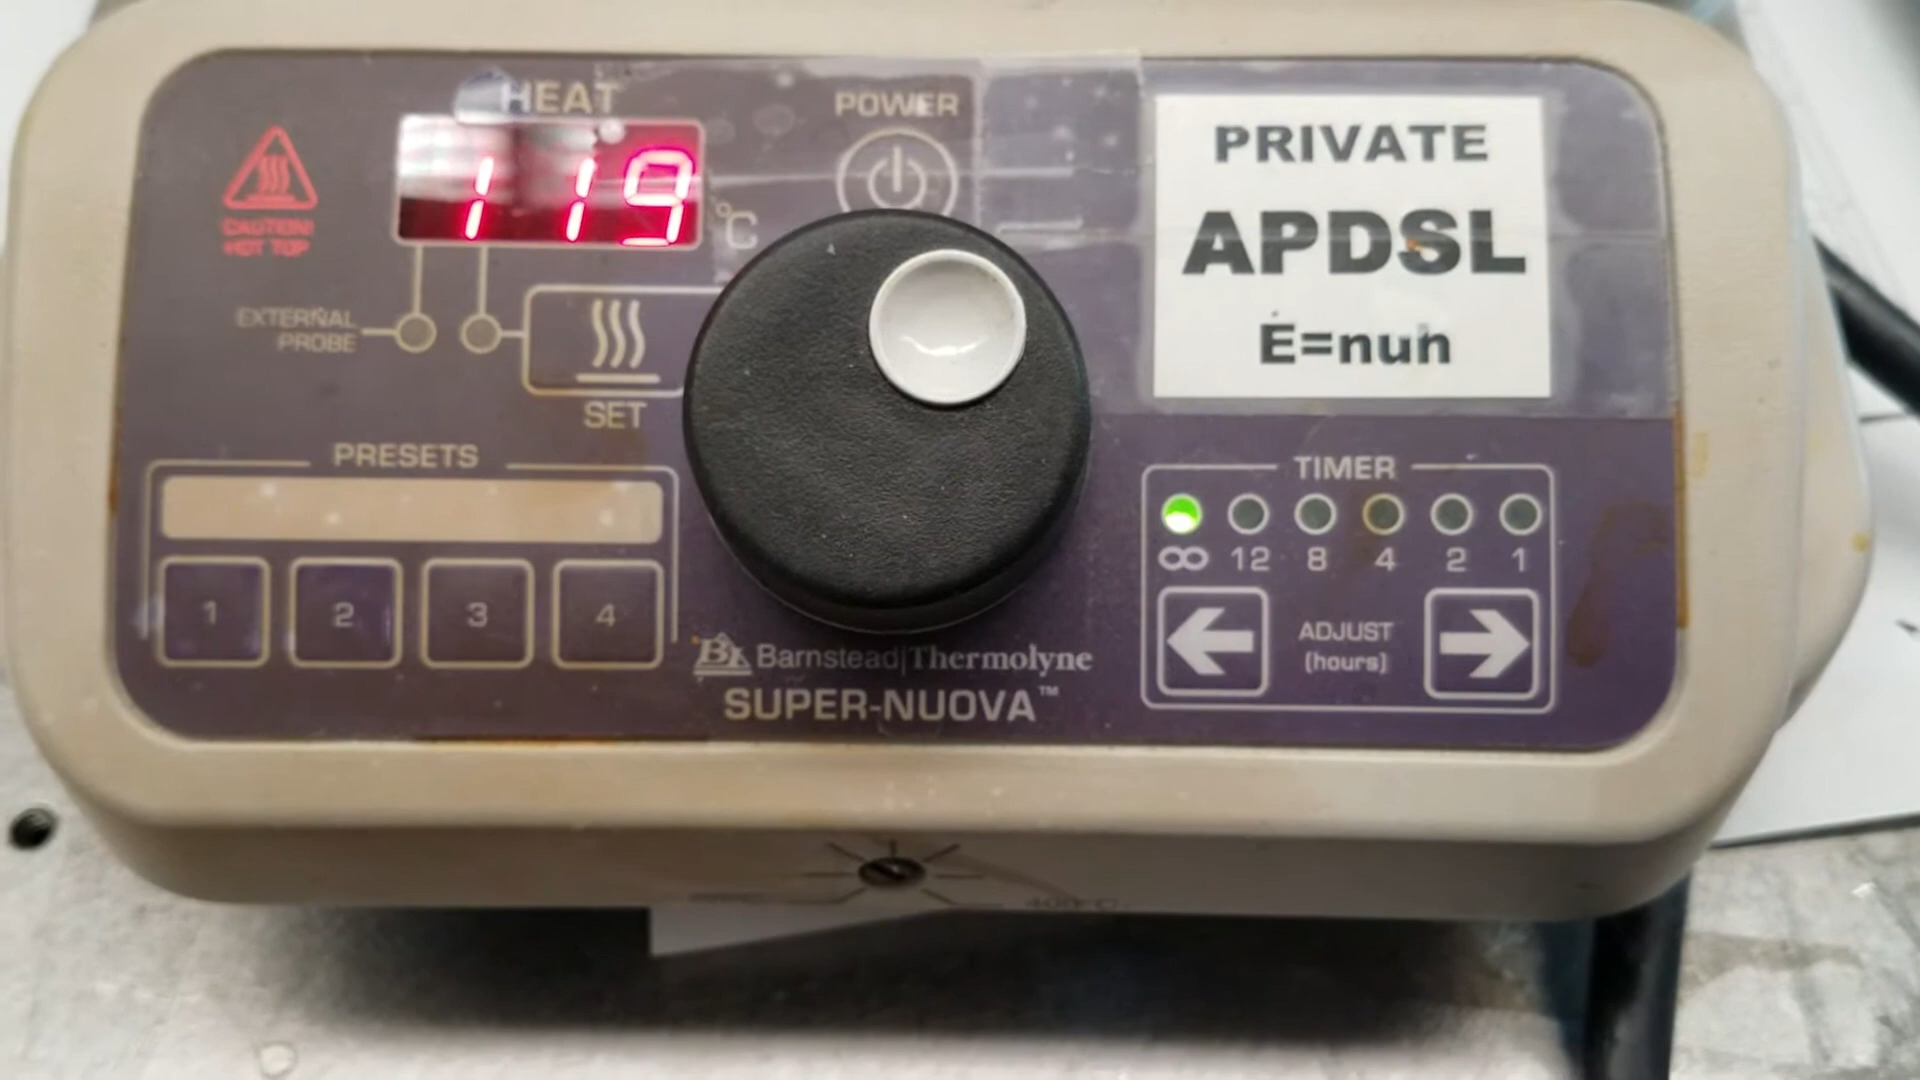 HEAT
119
°C
POWER
CAUTION!
HOT TOP
EXTERNAL
PROBE
SET
PRESETS
1 2 3 4
Barnstead|Thermolyne
SUPER-NUOVA™
PRIVATE
APDSL
E=nuh
TIMER
∞ 12 8 4 2 1
ADJUST
(hours)